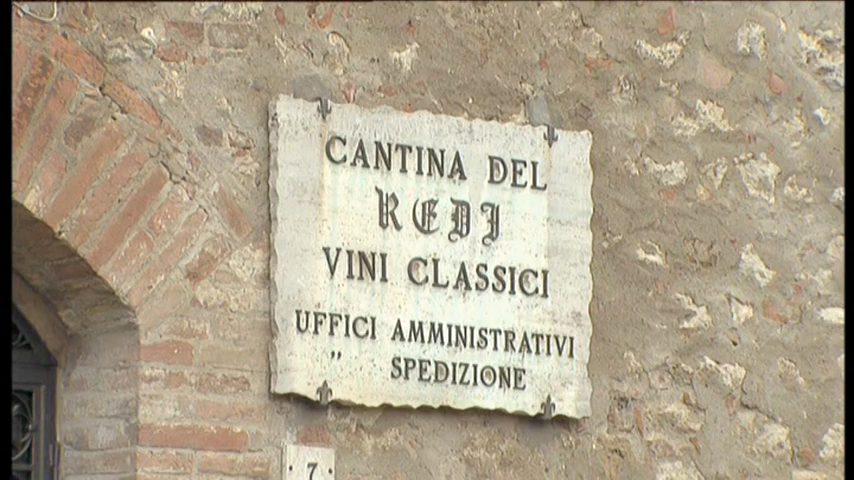 CANTINA DEL
REDI
VINI CLASSICI
UFFICI AMMINISTRATIVI
" SPEDIZIONE
7